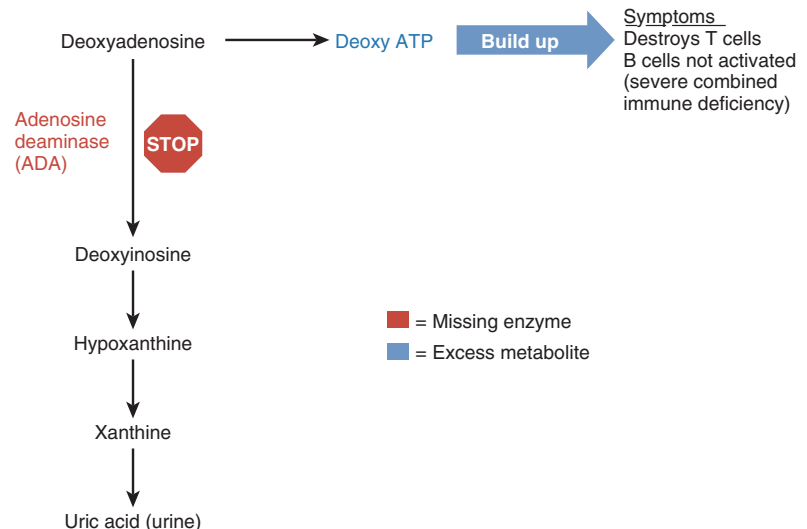 Deoxyadenosine
Deoxy ATP
Build up
Symptoms
Destroys T cells
B cells not activated
(severe combined
immune deficiency)
Adenosine
deaminase
(ADA)
STOP
Deoxyinosine
Hypoxanthine
= Missing enzyme
= Excess metabolite
Xanthine
Uric acid (urine)